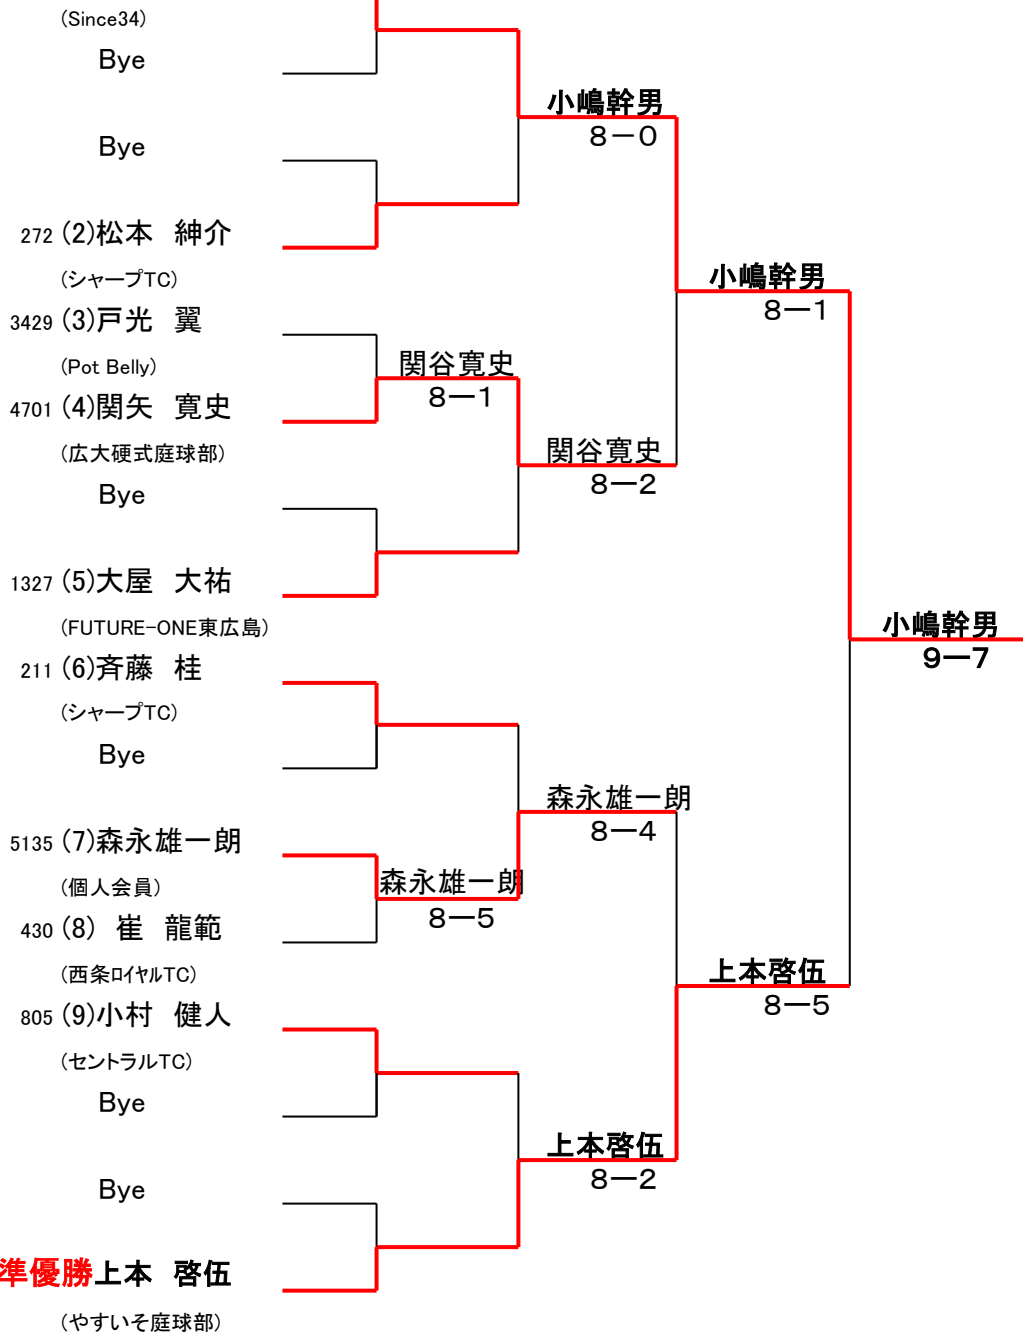 (Since34)
Bye
小嶋幹男
8－0
Bye
272 (2)松本　紳介
(シャープTC)
小嶋幹男
8－1
3429 (3)戸光　翼
(Pot Belly)
関谷寛史
8－1
4701 (4)関矢　寛史
(広大硬式庭球部)
関谷寛史
8－2
Bye
1327 (5)大屋　大祐
(FUTURE-ONE東広島)
小嶋幹男
9－7
211 (6)斉藤　桂
(シャープTC)
Bye
森永雄一朗
8－4
5135 (7)森永雄一朗
(個人会員)
森永雄一朗
8－5
430 (8)　崔　龍範
(西条ﾛｲﾔﾙTC)
上本啓伍
8－5
805 (9)小村　健人
(セントラルTC)
Bye
上本啓伍
8－2
Bye
準優勝上本　啓伍
(やすいそ庭球部)